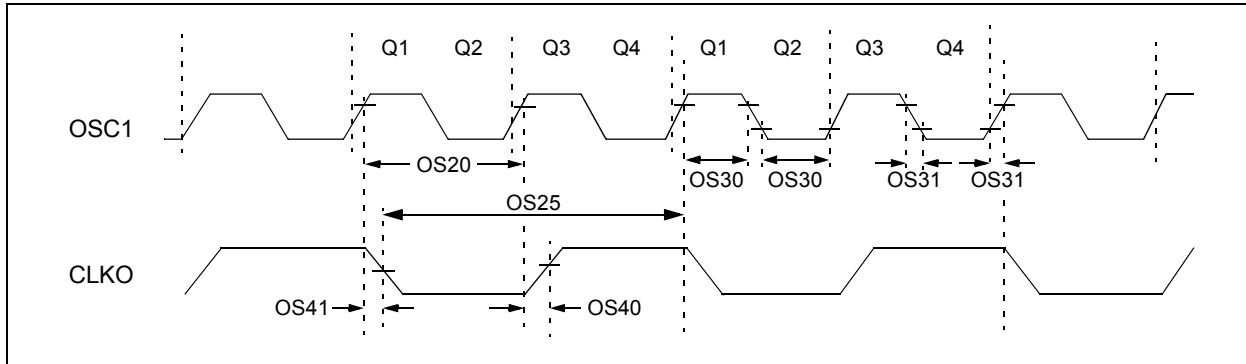 Q1 Q2 Q3 Q4 Q1 Q2 Q3 Q4
OSC1
OS20
OS30 OS30 OS31 OS31
OS25
CLKO
OS41 OS40